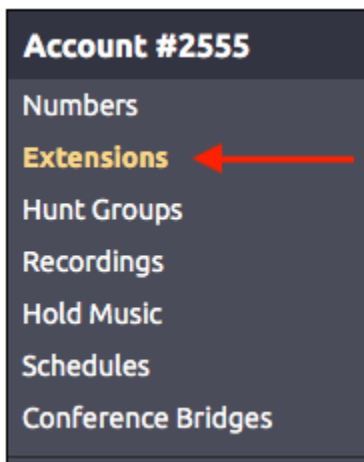 Account #2555
Numbers
Extensions
Hunt Groups
Recordings
Hold Music
Schedules
Conference Bridges